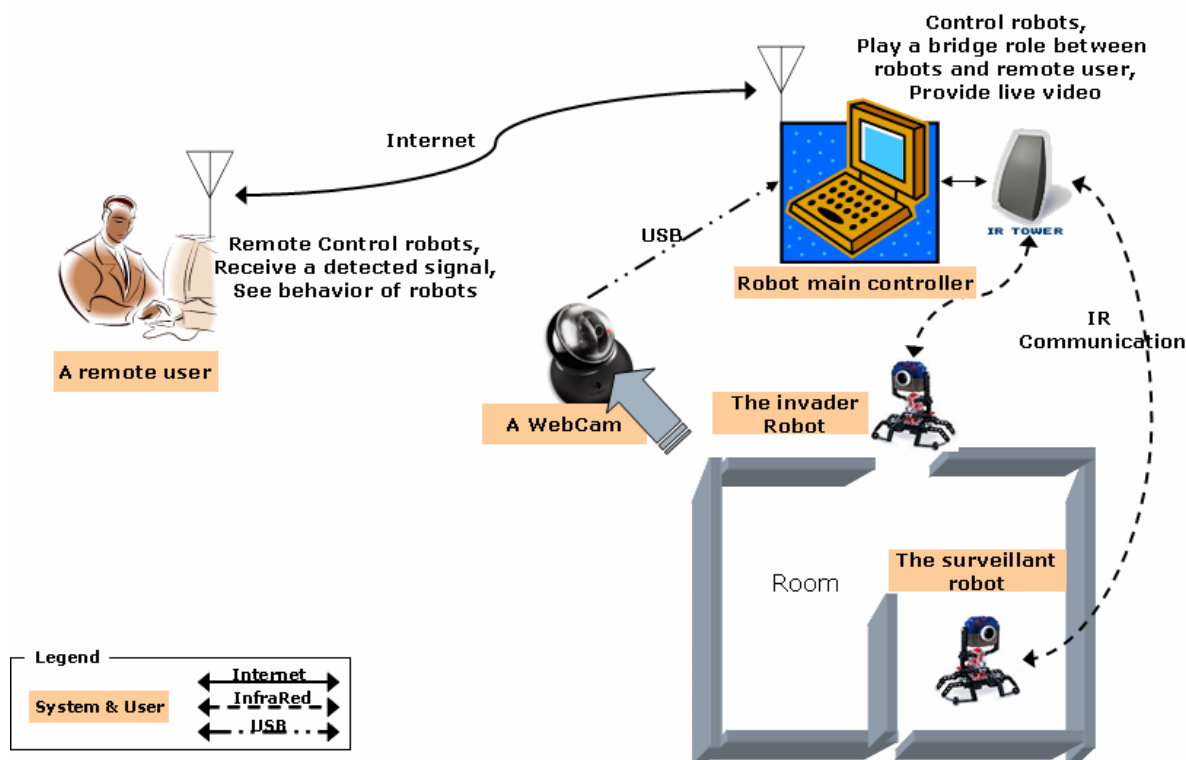 Control robots,
Play a bridge role between
robots and remote user,
Provide live video
Internet
USB
IR TOWER
Remote Control robots,
Receive a detected signal,
See behavior of robots
Robot main controller
IR
Communication
A remote user
The invader
Robot
A WebCam
The surveillant
robot
Room
Legend
System & User
Internet
InfraRed
USB